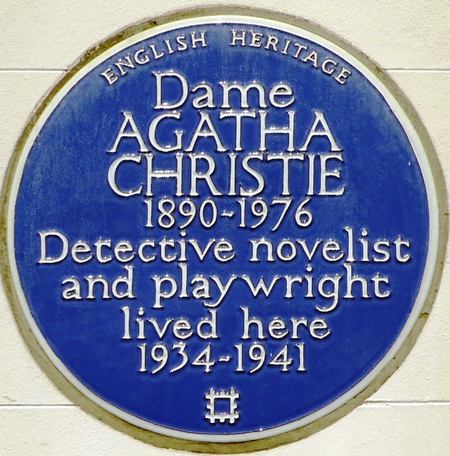 ENGLISH HERITAGE
Dame
AGATHA
CHRISTIE
1890-1976
Detective novelist
and playwright
lived here
1934-1941